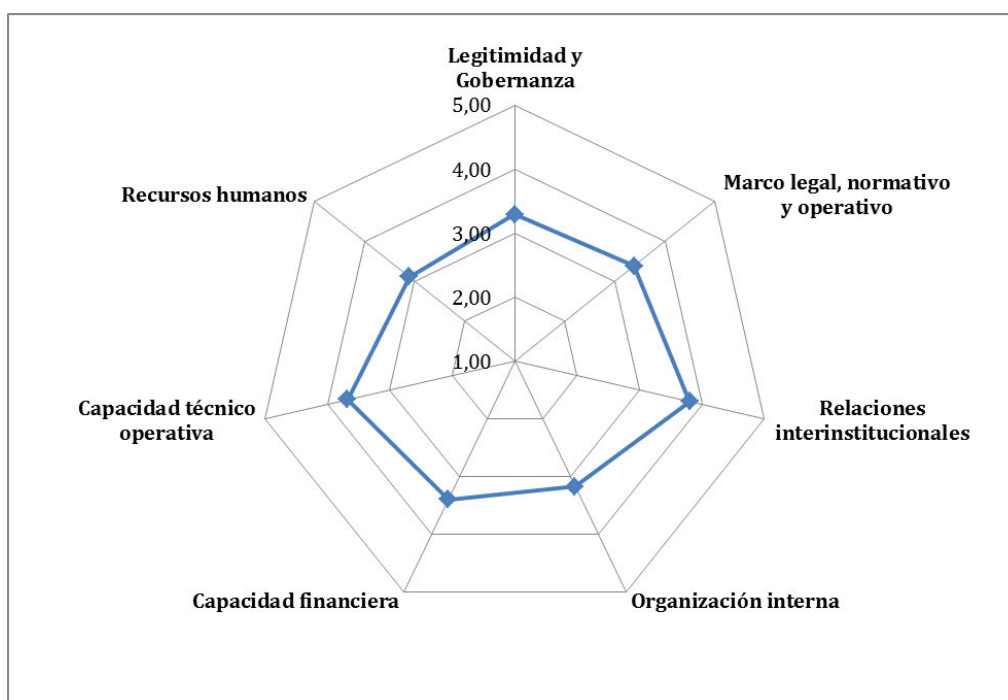 Legitimidad y
Gobernanza
5,00
4,00
3,00
2,00
1,00
Marco legal, normativo
y operativo
Relaciones
interinstitucionales
Organización interna
Capacidad financiera
Capacidad técnico
operativa
Recursos humanos